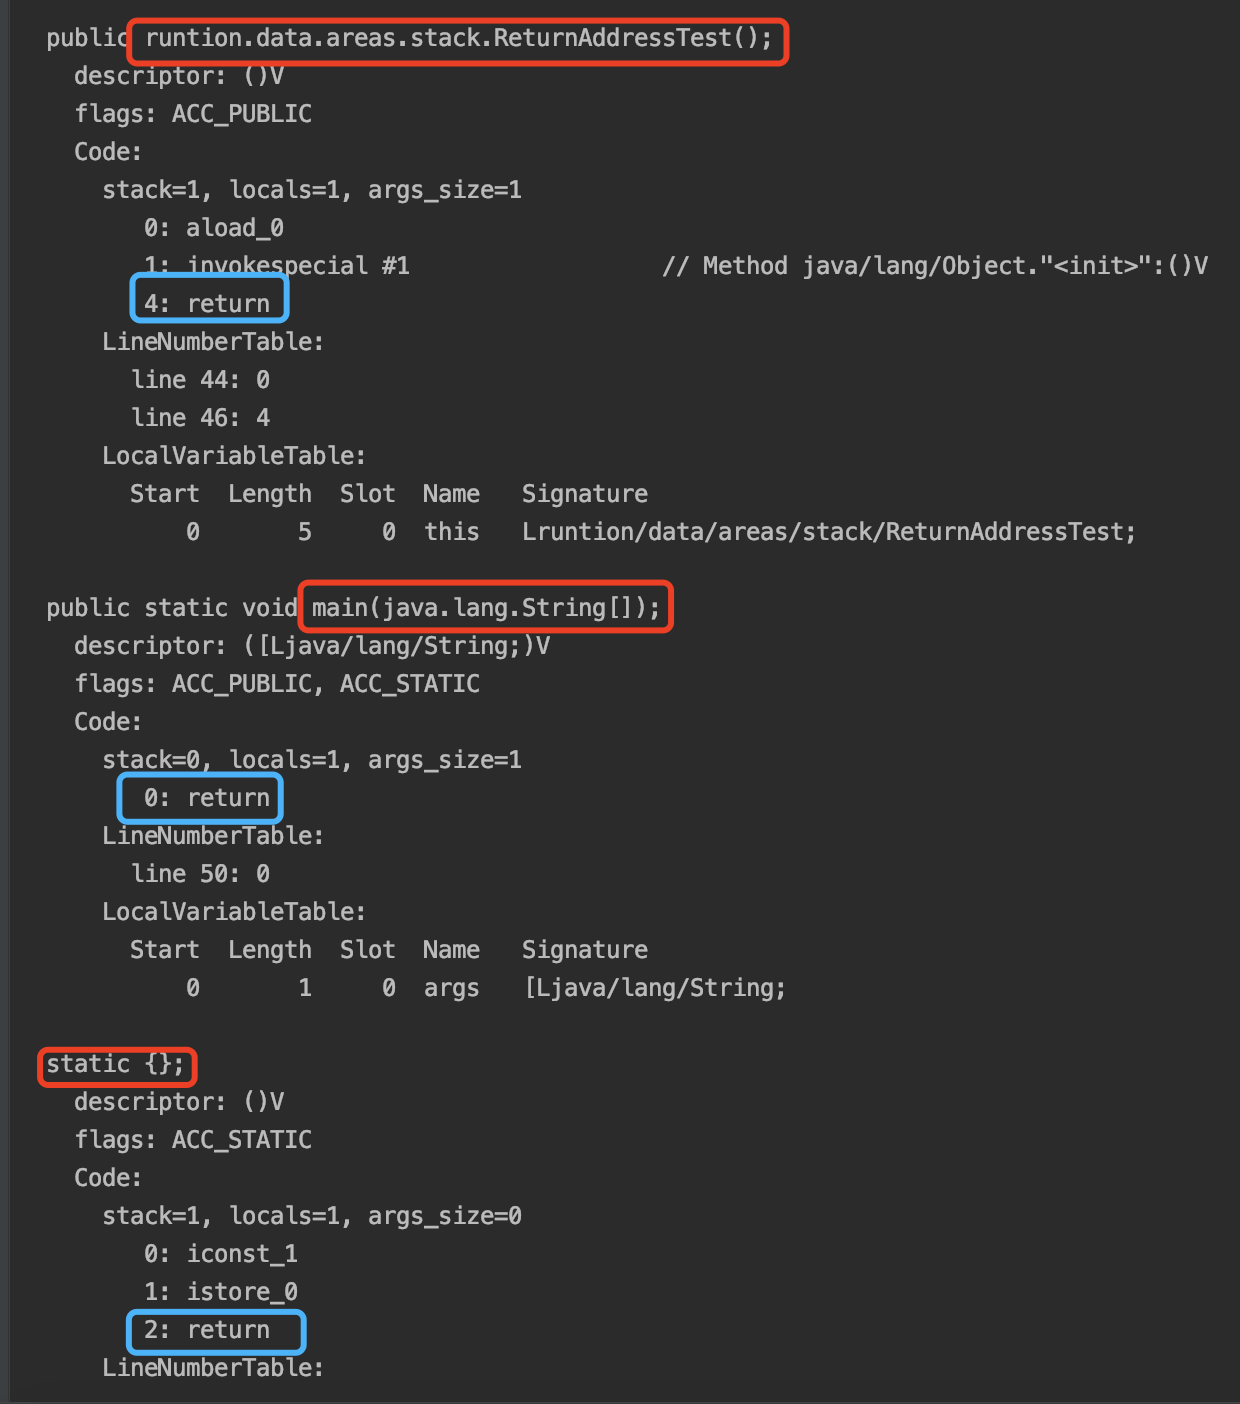 public runtion.data.areas.stack.ReturnAddressTest();
descriptor: ()V
flags: ACC_PUBLIC
Code:
stack=1, locals=1, args_size=1
0: aload_0
1: invokespecial #1 // Method java/lang/Object."<init>":()V
4: return
LineNumberTable:
line 44: 0
line 46: 4
LocalVariableTable:
Start Length Slot Name Signature
0 5 0 this Lruntion/data/areas/stack/ReturnAddressTest;
public static void main(java.lang.String[]);
descriptor: ([Ljava/lang/String;)V
flags: ACC_PUBLIC, ACC_STATIC
Code:
stack=0, locals=1, args_size=1
0: return
LineNumberTable:
line 50: 0
LocalVariableTable:
Start Length Slot Name Signature
0 1 0 args [Ljava/lang/String;
static {};
descriptor: ()V
flags: ACC_STATIC
Code:
stack=1, locals=1, args_size=0
0: iconst_1
1: istore_0
2: return
LineNumberTable: